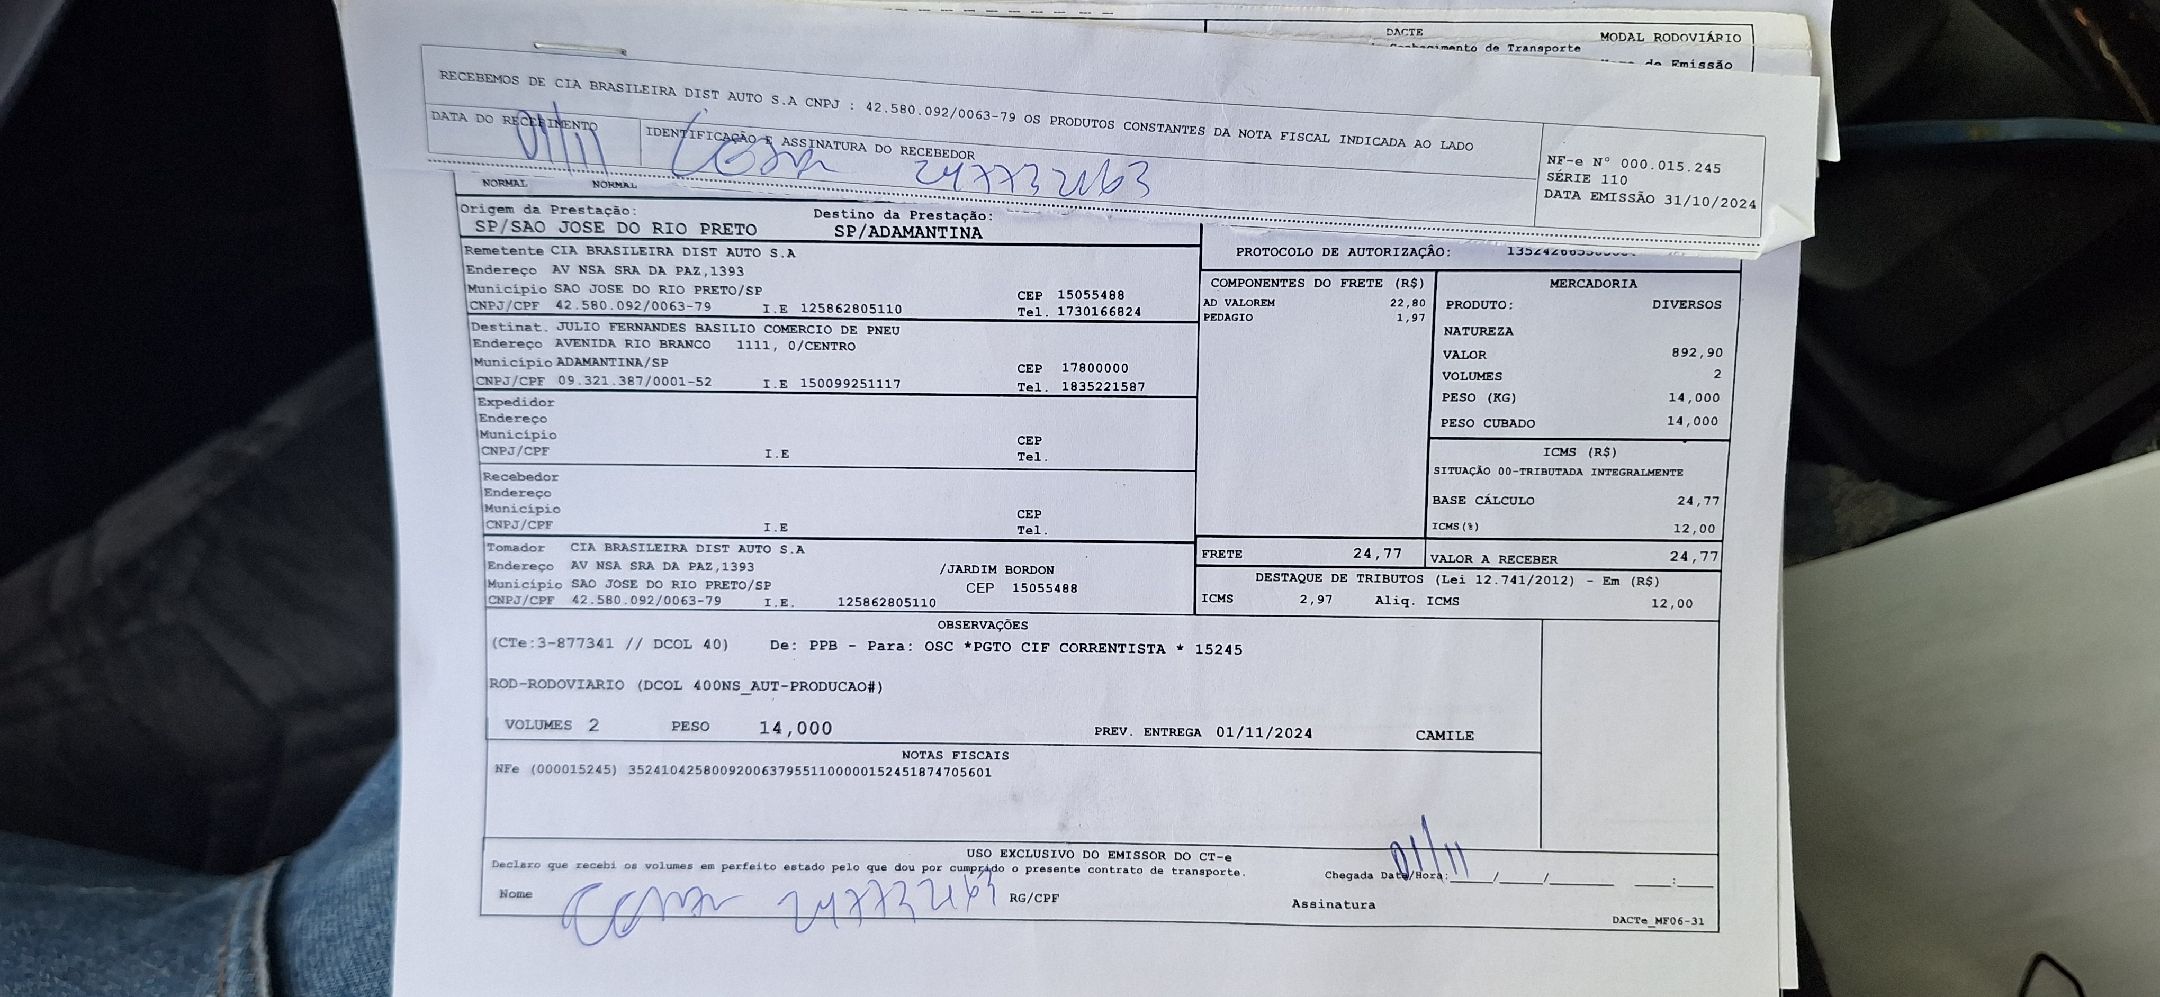 DACTE
MODAL RODOVIÁRIO
de Transporte
de Emissão
RECEBEMOS DE CIA BRASILEIRA DIST AUTO S.A CNPJ : 42.580.092/0063-79 OS PRODUTOS CONSTANTES DA NOTA FISCAL INDICADA AO LADO
DATA DO RECEBIMENTO
01/11
IDENTIFICAÇÃO E ASSINATURA DO RECEBEDOR
NF-e N° 000.015.245
SÉRIE 110
DATA EMISSÃO 31/10/2024
NORMAL NORMAL
Origem da Prestação:
SP/SAO JOSE DO RIO PRETO
Destino da Prestação:
SP/ADAMANTINA
Remetente CIA BRASILEIRA DIST AUTO S.A
Endereço AV NSA SRA DA PAZ,1393
Município SAO JOSE DO RIO PRETO/SP CEP 15055488
CNPJ/CPF 42.580.092/0063-79 I.E 125862805110 Tel. 1730166824
Destinat. JULIO FERNANDES BASILIO COMERCIO DE PNEU
Endereço AVENIDA RIO BRANCO 1111, 0/CENTRO
Município ADAMANTINA/SP CEP 17800000
CNPJ/CPF 09.321.387/0001-52 I.E 150099251117 Tel. 1835221587
Expedidor
Endereço
Município CEP
CNPJ/CPF I.E Tel.
Recebedor
Endereço
Município CEP
CNPJ/CPF I.E Tel.
Tomador CIA BRASILEIRA DIST AUTO S.A
Endereço AV NSA SRA DA PAZ,1393 /JARDIM BORDON
Município SAO JOSE DO RIO PRETO/SP CEP 15055488
CNPJ/CPF 42.580.092/0063-79 I.E. 125862805110
PROTOCOLO DE AUTORIZAÇÃO:
COMPONENTES DO FRETE (R$)
AD VALOREM 22,80
PEDAGIO 1,97
MERCADORIA
PRODUTO: DIVERSOS
NATUREZA
VALOR 892,90
VOLUMES 2
PESO (KG) 14,000
PESO CUBADO 14,000
ICMS (R$)
SITUAÇÃO 00-TRIBUTADA INTEGRALMENTE
BASE CÁLCULO 24,77
ICMS(%) 12,00
FRETE 24,77
VALOR A RECEBER 24,77
DESTAQUE DE TRIBUTOS (Lei 12.741/2012) - Em (R$)
ICMS 2,97 Aliq. ICMS 12,00
OBSERVAÇÕES
(CTe:3-877341 // DCOL 40) De: PPB - Para: OSC *PGTO CIF CORRENTISTA * 15245
ROD-RODOVIARIO (DCOL 400NS_AUT-PRODUCAO#)
VOLUMES 2 PESO 14,000 PREV. ENTREGA 01/11/2024 CAMILE
NOTAS FISCAIS
NFe (000015245) 35241042580092006379551100000152451874705601
USO EXCLUSIVO DO EMISSOR DO CT-e
Declaro que recebi os volumes em perfeito estado pelo que dou por cumprido o presente contrato de transporte.
01/11
Chegada Data/Hora:____/____/______ ___:___
Nome RG/CPF Assinatura
DACTe_MF06-31